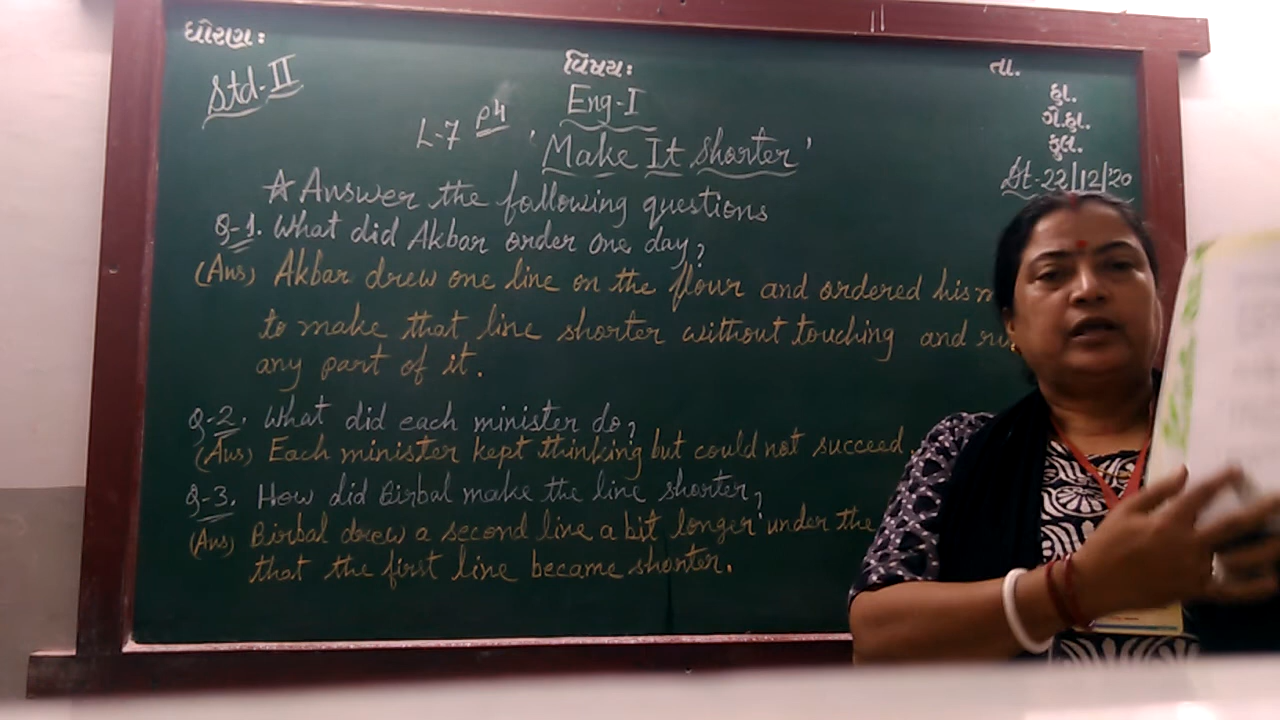 ધોરણ:
વિષય:
તા.
Std-II
Eng-I
હા.
ગે.હા.
કુલ.
L-7 P4 'Make It Shorter'
Dt-22/12/'20
☆ Answer the following questions
Q-1. What did Akbar order one day?
(Ans) Akbar drew one line on the flour and ordered his
to make that line shorter without touching and
any part of it.
Q-2. What did each minister do?
(Ans) Each minister kept thinking but could not succeed
Q-3. How did Birbal make the line shorter?
(Ans) Birbal drew a second line a bit longer under the
that the first line became shorter.